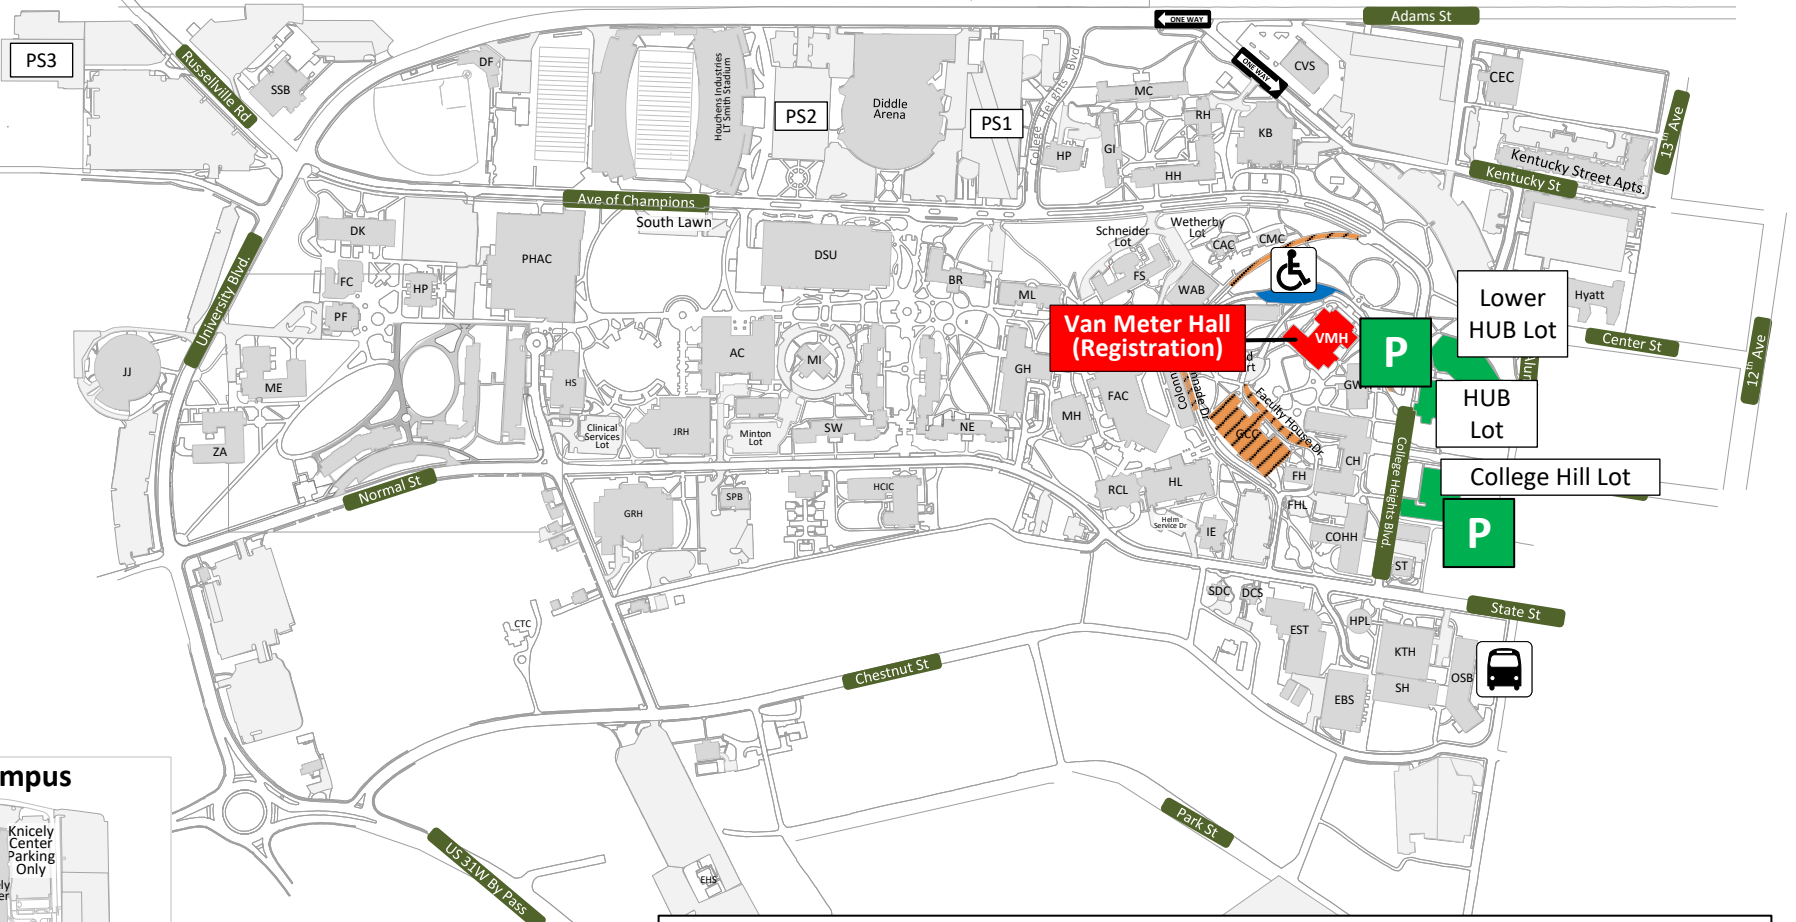 PS3
Russellville Rd
SSB
DF
Houchens Industries
LT Smith Stadium
PS2
Diddle
Arena
PS1
College Heights Blvd.
ONE WAY
Adams St
ONE WAY
CVS
CEC
13th Ave
MC
RH
KB
HP
GI
HH
Kentucky Street Apts.
Kentucky St
Ave of Champions
South Lawn
DK
PHAC
DSU
BR
ML
Schneider
Lot
Wetherby
Lot
CAC
CMC
FS
WAB
FC
HP
PF
University Blvd.
Lower
HUB Lot
Hyatt
Center St
12th Ave
Van Meter Hall
(Registration)
VMH
P
HUB
Lot
College Hill Lot
P
JJ
ME
ZA
HS
AC
MI
GH
FAC
MH
Clinical
Services
Lot
JRH
Minton
Lot
SW
NE
Faculty House Dr.
GCG
CH
College Heights Blvd.
Normal St
GRH
SPB
HCIC
RCL
HL
Helm
Service Dr
IE
FH
FHL
COHH
ST
State St
SDC
DCS
EST
HPL
KTH
SH
OSB
EBS
CTC
Chestnut St
Park St
US 31W By Pass
EHS
mpus
Knicely
Center
Parking
Only